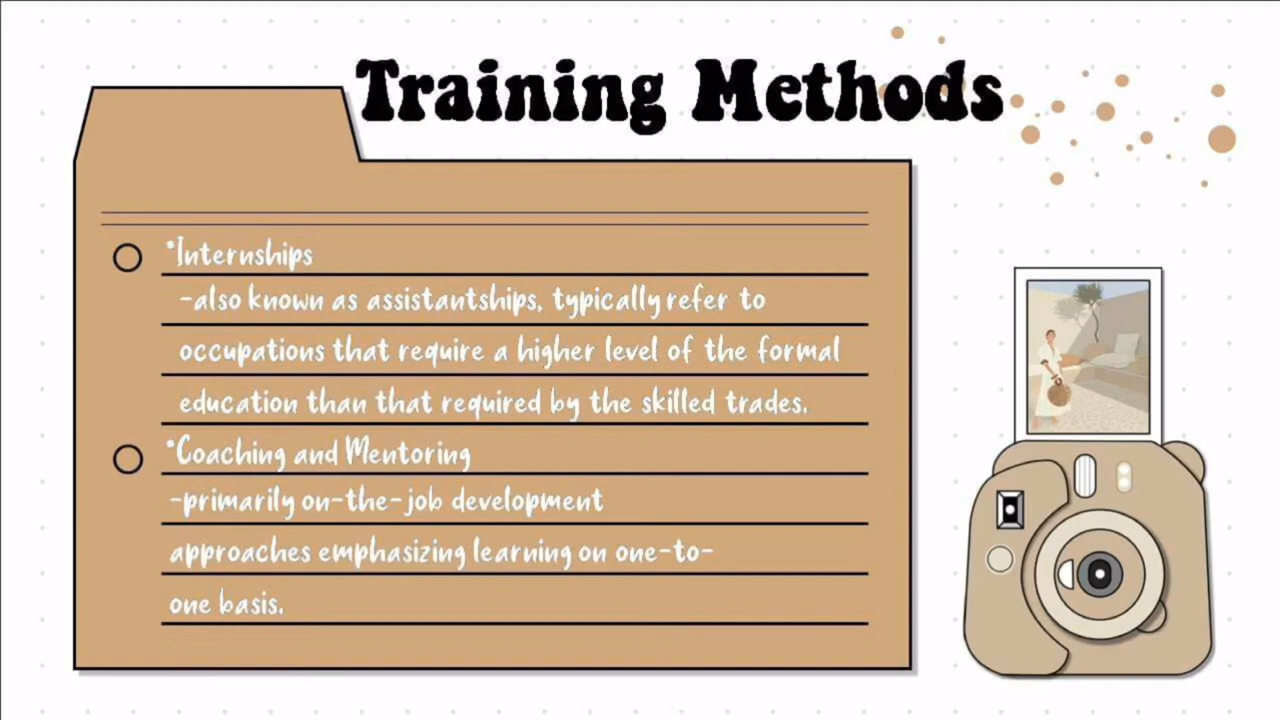 Training Methods
*Internships
-also known as assistantships, typically refer to
occupations that require a higher level of the formal
education than that required by the skilled trades.
*Coaching and Mentoring
-primarily on-the-job development
approaches emphasizing learning on one-to-
one basis.